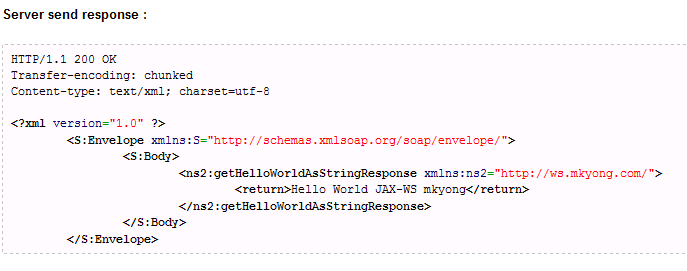 Server send response :
HTTP/1.1 200 OK
Transfer-encoding: chunked
Content-type: text/xml; charset=utf-8
<?xml version="1.0" ?>
<S:Envelope xmlns:S="http://schemas.xmlsoap.org/soap/envelope/">
<S:Body>
<ns2:getHelloWorldAsStringResponse xmlns:ns2="http://ws.mkyong.com/">
<return>Hello World JAX-WS mkyong</return>
</ns2:getHelloWorldAsStringResponse>
</S:Body>
</S:Envelope>